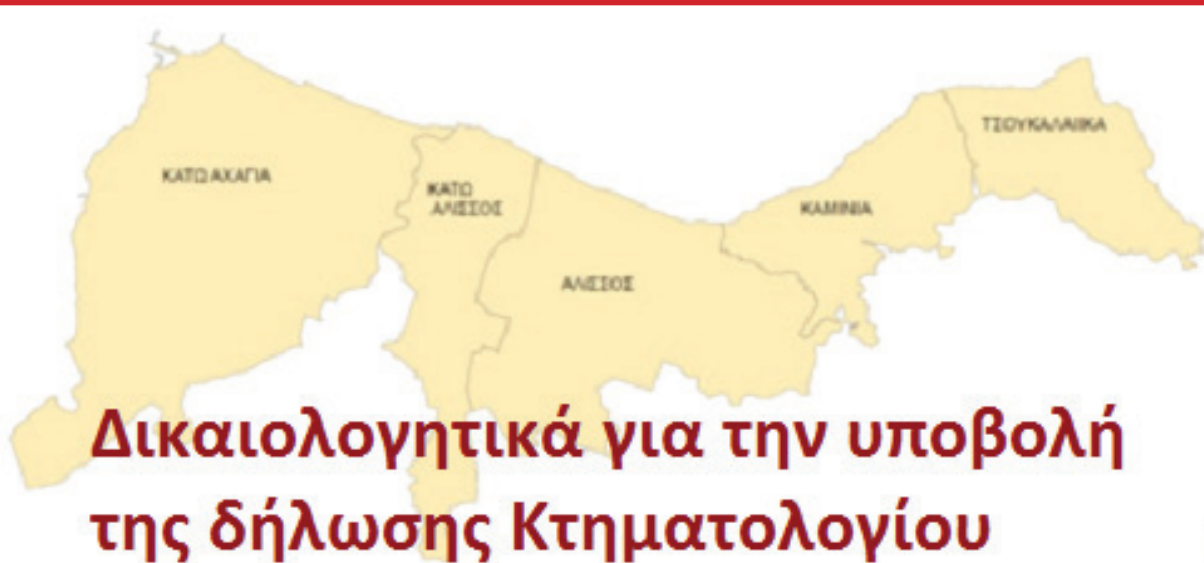 ΤΣΟΥΚΑΛΑΙΙΚΑ
ΚΑΤΩ ΑΧΑΓΙΑ
ΚΑΤΩ
ΑΛΙΣΣΟΣ
ΚΑΜΙΝΙΑ
ΑΛΙΣΣΟΣ
Δικαιολογητικά για την υποβολή
της δήλωσης Κτηματολογίου